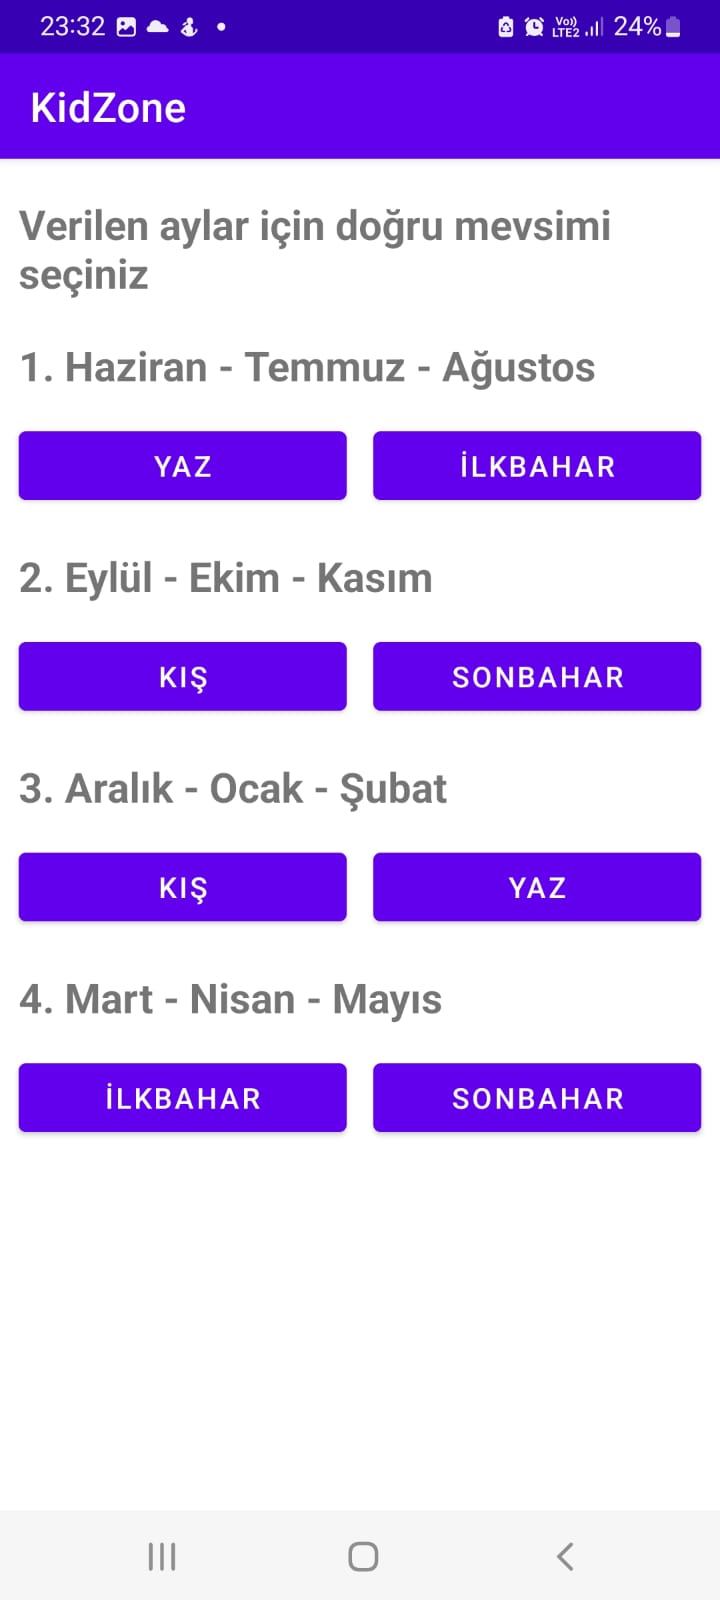 23:32
Vo)) LTE2 24%
KidZone
Verilen aylar için doğru mevsimi
seçiniz
1. Haziran - Temmuz - Ağustos
YAZ İLKBAHAR
2. Eylül - Ekim - Kasım
KIŞ SONBAHAR
3. Aralık - Ocak - Şubat
KIŞ YAZ
4. Mart - Nisan - Mayıs
İLKBAHAR SONBAHAR